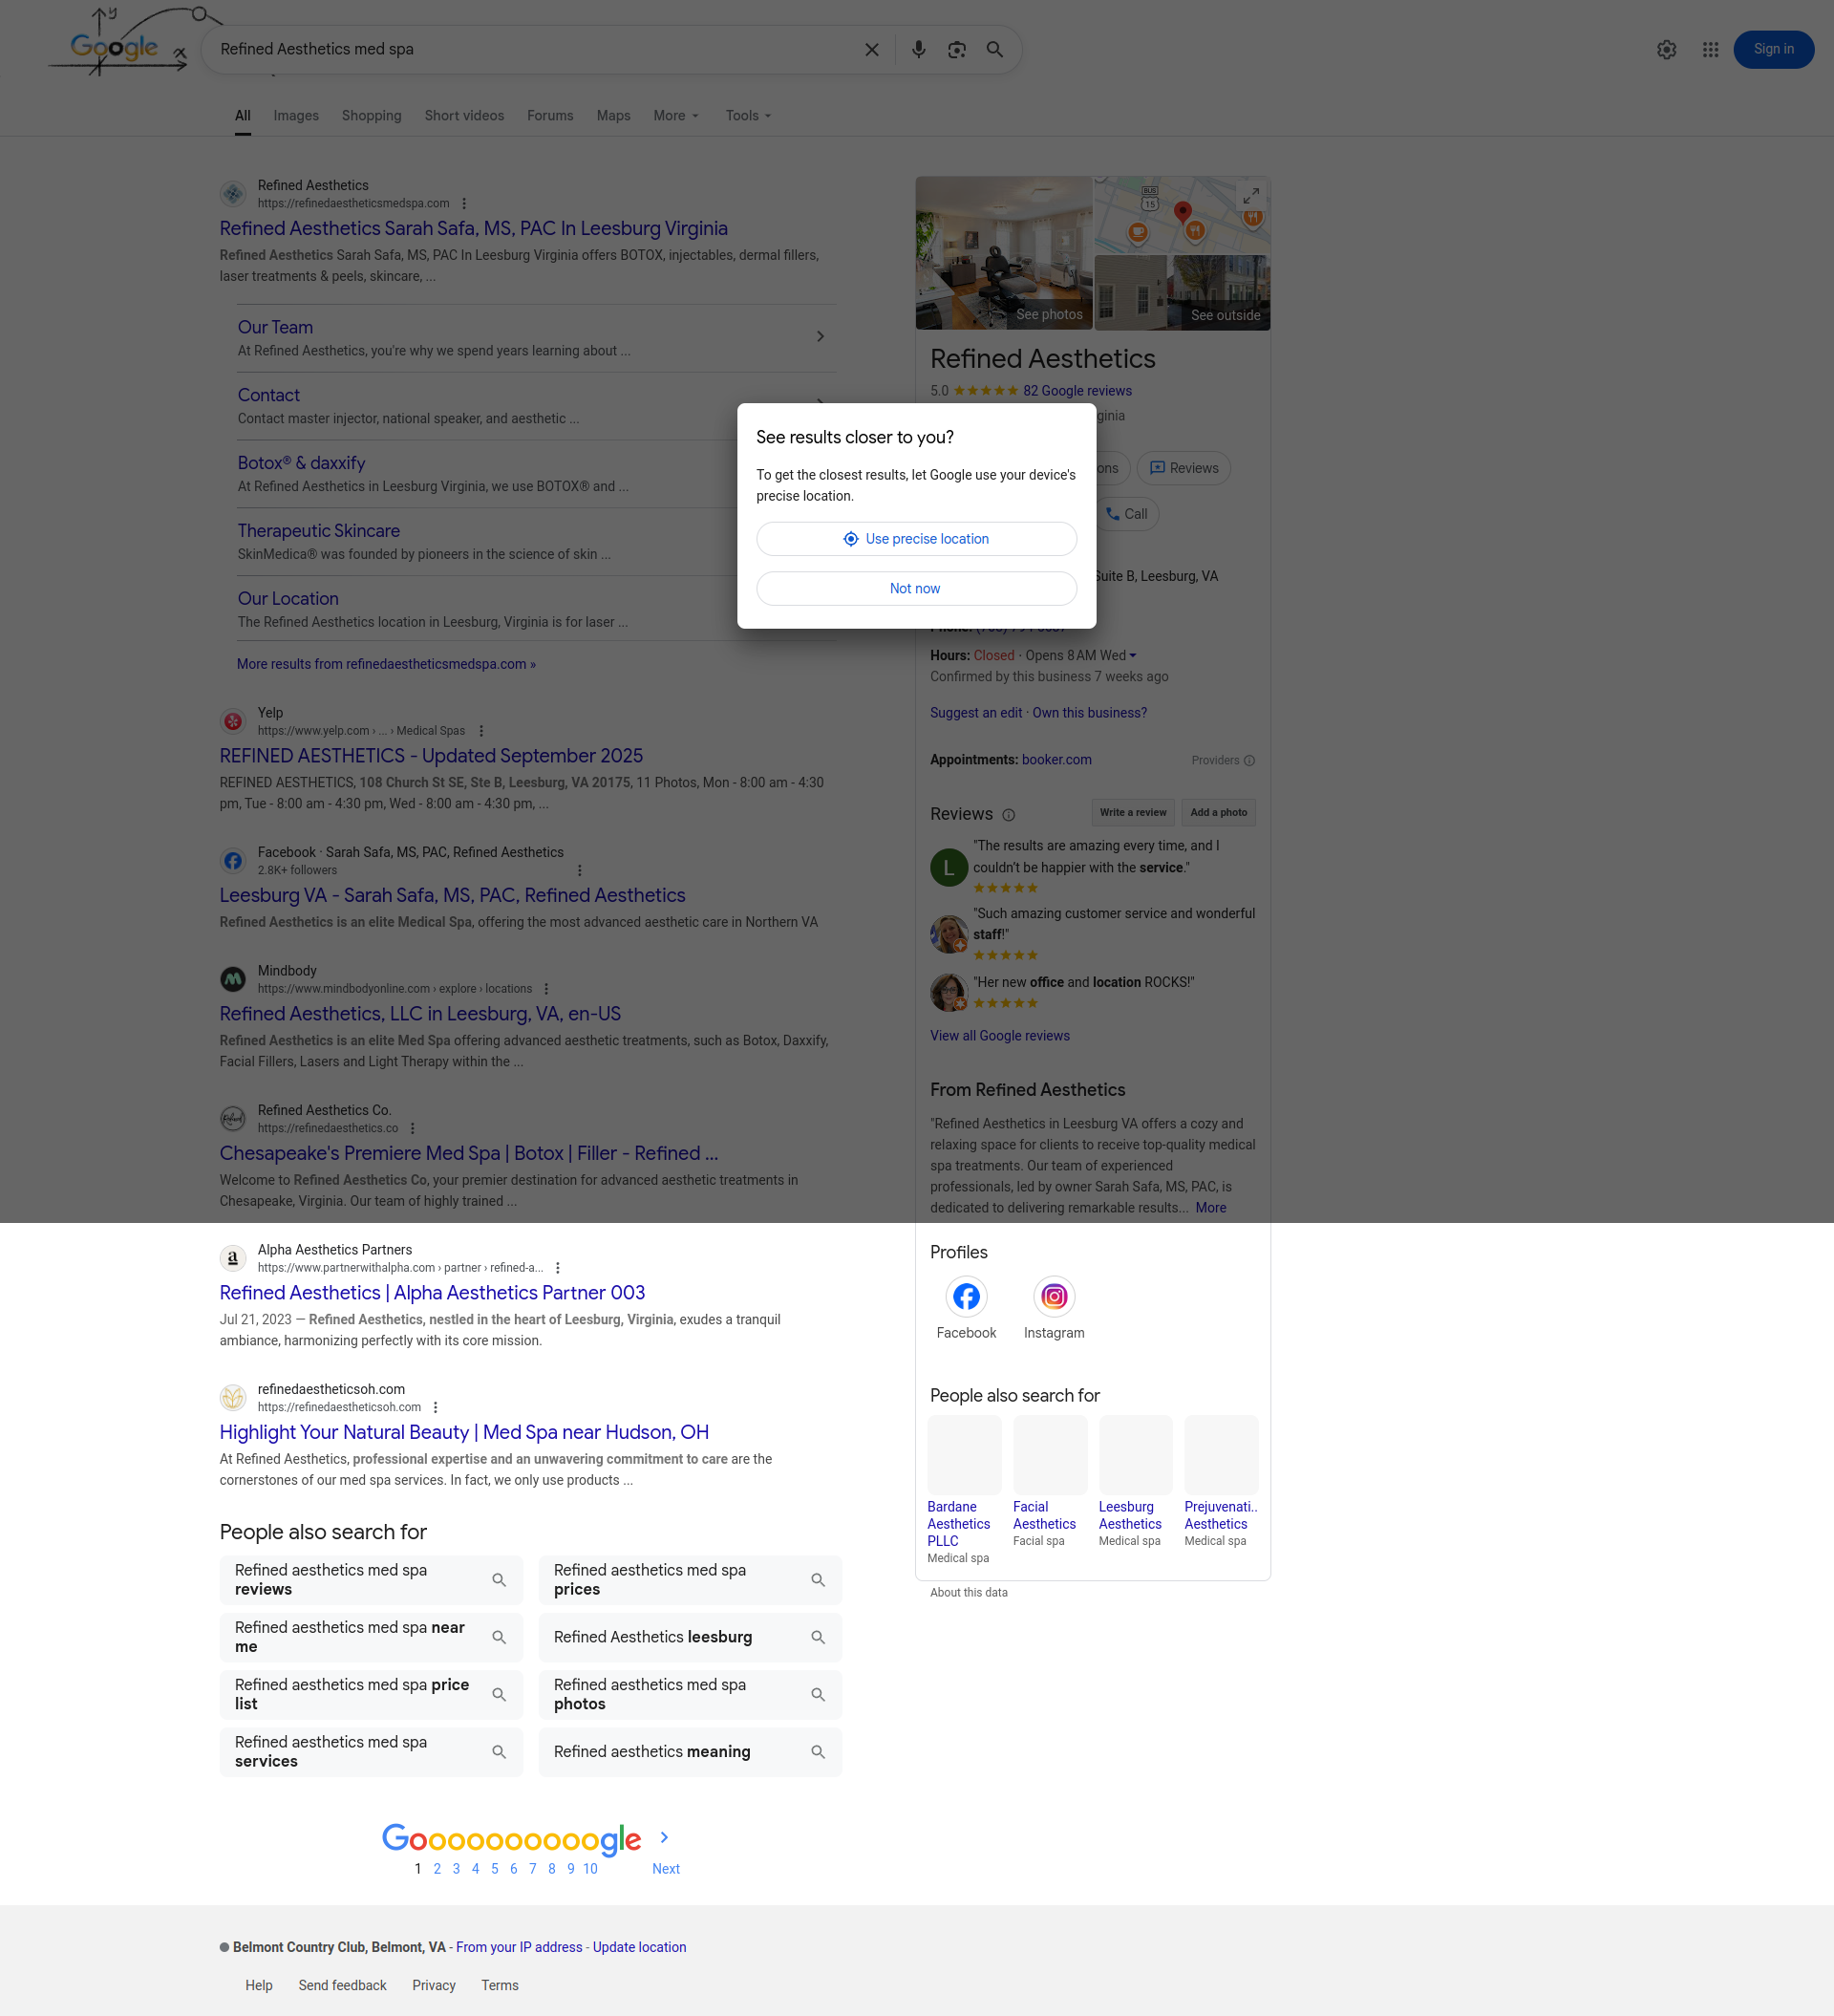 Google
Refined Aesthetics med spa
Sign in
All Images Shopping Short videos Forums Maps More Tools
Refined Aesthetics
https://refinedaestheticsmedspa.com
Refined Aesthetics Sarah Safa, MS, PAC In Leesburg Virginia
Refined Aesthetics Sarah Safa, MS, PAC In Leesburg Virginia offers BOTOX, injectables, dermal fillers,
laser treatments & peels, skincare, ...
Our Team
At Refined Aesthetics, you're why we spend years learning about ...
Contact
Contact master injector, national speaker, and aesthetic ...
Botox® & daxxify
At Refined Aesthetics in Leesburg Virginia, we use BOTOX® and ...
Therapeutic Skincare
SkinMedica® was founded by pioneers in the science of skin ...
Our Location
The Refined Aesthetics location in Leesburg, Virginia is for laser ...
More results from refinedaestheticsmedspa.com »
Yelp
https://www.yelp.com › ... › Medical Spas
REFINED AESTHETICS - Updated September 2025
REFINED AESTHETICS, 108 Church St SE, Ste B, Leesburg, VA 20175, 11 Photos, Mon - 8:00 am - 4:30
pm, Tue - 8:00 am - 4:30 pm, Wed - 8:00 am - 4:30 pm, ...
Facebook · Sarah Safa, MS, PAC, Refined Aesthetics
2.8K+ followers
Leesburg VA - Sarah Safa, MS, PAC, Refined Aesthetics
Refined Aesthetics is an elite Medical Spa, offering the most advanced aesthetic care in Northern VA
Mindbody
https://www.mindbodyonline.com › explore › locations
Refined Aesthetics, LLC in Leesburg, VA, en-US
Refined Aesthetics is an elite Med Spa offering advanced aesthetic treatments, such as Botox, Daxxify,
Facial Fillers, Lasers and Light Therapy within the ...
Refined Aesthetics Co.
https://refinedaesthetics.co
Chesapeake's Premiere Med Spa | Botox | Filler - Refined ...
Welcome to Refined Aesthetics Co, your premier destination for advanced aesthetic treatments in
Chesapeake, Virginia. Our team of highly trained ...
Alpha Aesthetics Partners
https://www.partnerwithalpha.com › partner › refined-a...
Refined Aesthetics | Alpha Aesthetics Partner 003
Jul 21, 2023 — Refined Aesthetics, nestled in the heart of Leesburg, Virginia, exudes a tranquil
ambiance, harmonizing perfectly with its core mission.
refinedaestheticsoh.com
https://refinedaestheticsoh.com
Highlight Your Natural Beauty | Med Spa near Hudson, OH
At Refined Aesthetics, professional expertise and an unwavering commitment to care are the
cornerstones of our med spa services. In fact, we only use products ...
People also search for
Refined aesthetics med spa
reviews
Refined aesthetics med spa
prices
Refined aesthetics med spa near
me
Refined Aesthetics leesburg
Refined aesthetics med spa price
list
Refined aesthetics med spa
photos
Refined aesthetics med spa
services
Refined aesthetics meaning
Goooooooooogle
1 2 3 4 5 6 7 8 9 10 Next
See results closer to you?
To get the closest results, let Google use your device's
precise location.
Use precise location
Not now
BUS
15
See photos
See outside
Refined Aesthetics
5.0 82 Google reviews
Reviews
Call
Suite B, Leesburg, VA
Hours: Closed · Opens 8 AM Wed
Confirmed by this business 7 weeks ago
Suggest an edit · Own this business?
Appointments: booker.com
Providers
Reviews
Write a review
Add a photo
L
"The results are amazing every time, and I
couldn't be happier with the service."
"Such amazing customer service and wonderful
staff!"
"Her new office and location ROCKS!"
View all Google reviews
From Refined Aesthetics
"Refined Aesthetics in Leesburg VA offers a cozy and
relaxing space for clients to receive top-quality medical
spa treatments. Our team of experienced
professionals, led by owner Sarah Safa, MS, PAC, is
dedicated to delivering remarkable results... More
Profiles
Facebook
Instagram
People also search for
Bardane
Aesthetics
PLLC
Medical spa
Facial
Aesthetics
Facial spa
Leesburg
Aesthetics
Medical spa
Prejuvenati..
Aesthetics
Medical spa
About this data
Belmont Country Club, Belmont, VA - From your IP address - Update location
Help Send feedback Privacy Terms